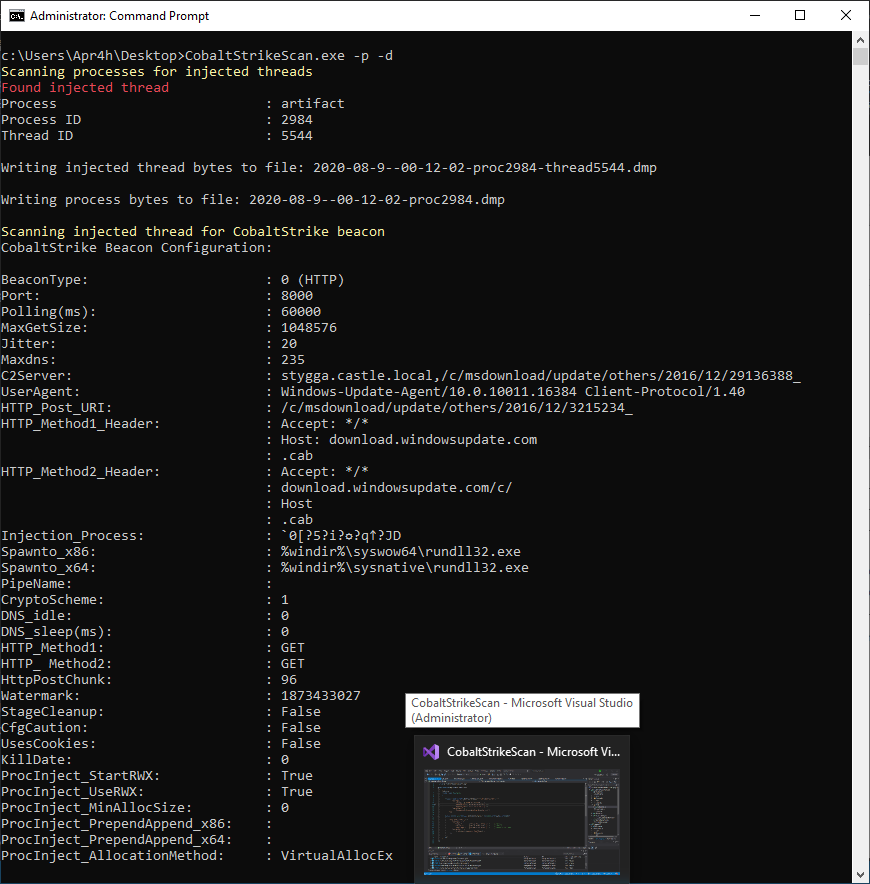 Administrator: Command Prompt
c:\Users\Apr4h\Desktop>CobaltStrikeScan.exe -p -d
Scanning processes for injected threads
Found injected thread
Process : artifact
Process ID : 2984
Thread ID : 5544
Writing injected thread bytes to file: 2020-08-9--00-12-02-proc2984-thread5544.dmp
Writing process bytes to file: 2020-08-9--00-12-02-proc2984.dmp
Scanning injected thread for CobaltStrike beacon
CobaltStrike Beacon Configuration:
BeaconType: : 0 (HTTP)
Port: : 8000
Polling(ms): : 60000
MaxGetSize: : 1048576
Jitter: : 20
Maxdns: : 235
C2Server: : stygga.castle.local,/c/msdownload/update/others/2016/12/29136388_
UserAgent: : Windows-Update-Agent/10.0.10011.16384 Client-Protocol/1.40
HTTP_Post_URI: : /c/msdownload/update/others/2016/12/3215234_
HTTP_Method1_Header: : Accept: */*
: Host: download.windowsupdate.com
: .cab
HTTP_Method2_Header: : Accept: */*
: download.windowsupdate.com/c/
: Host
: .cab
Injection_Process: : `0[?5?i?¤?q↑?JD
Spawnto_x86: : %windir%\syswow64\rundll32.exe
Spawnto_x64: : %windir%\sysnative\rundll32.exe
PipeName: :
CryptoScheme: : 1
DNS_idle: : 0
DNS_sleep(ms): : 0
HTTP_Method1: : GET
HTTP_ Method2: : GET
HttpPostChunk: : 96
Watermark: : 1873433027
StageCleanup: : False
CfgCaution: : False
UsesCookies: : False
KillDate: : 0
ProcInject_StartRWX: : True
ProcInject_UseRWX: : True
ProcInject_MinAllocSize: : 0
ProcInject_PrependAppend_x86: :
ProcInject_PrependAppend_x64: :
ProcInject_AllocationMethod: : VirtualAllocEx
CobaltStrikeScan - Microsoft Visual Studio
(Administrator)
CobaltStrikeScan - Microsoft Vi...